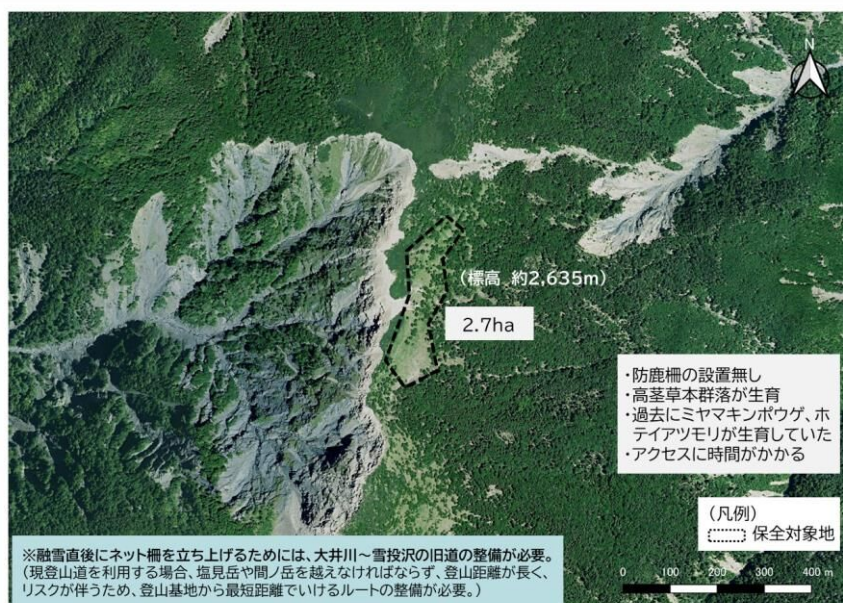 N
(標高 約2,635m)
2.7ha
・防鹿柵の設置無し
・高茎草本群落が生育
・過去にミヤマキンポウゲ、ホ
テイアツモリが生育していた
・アクセスに時間がかかる
(凡例)
保全対象地
※融雪直後にネット柵を立ち上げるためには、大井川~雪投沢の旧道の整備が必要。
(現登山道を利用する場合、塩見岳や間ノ岳を越えなければならず、登山距離が長く、
リスクが伴うため、登山基地から最短距離でいけるルートの整備が必要。)
0 100 200 300 400 m